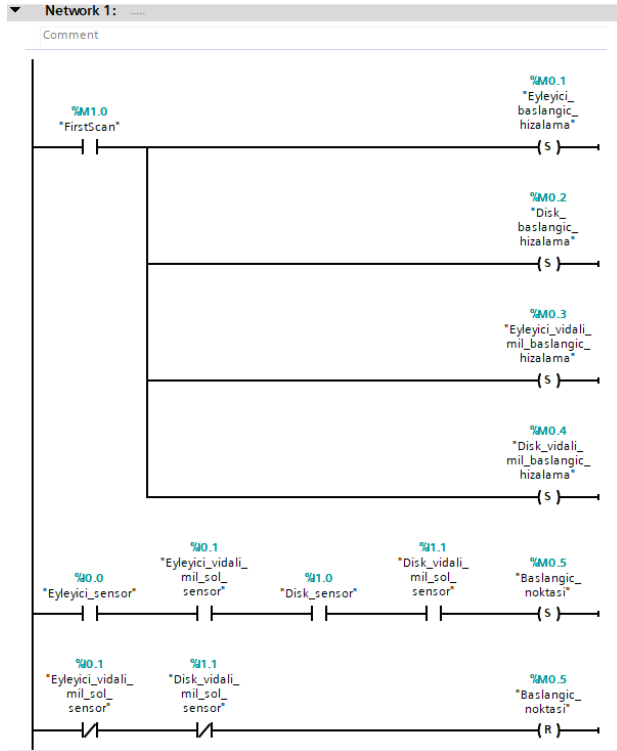 Network 1: .....
Comment
%M0.1
"Eyleyici_
baslangic_
hizalama"
%M1.0
"FirstScan"
( S )
%M0.2
"Disk_
baslangic_
hizalama"
( S )
%M0.3
"Eyleyici_vidali_
mil_baslangic_
hizalama"
( S )
%M0.4
"Disk_vidali_
mil_baslangic_
hizalama"
( S )
%I0.0
"Eyleyici_sensor"
%I0.1
"Eyleyici_vidali_
mil_sol_
sensor"
%I1.0
"Disk_sensor"
%I1.1
"Disk_vidali_
mil_sol_
sensor"
%M0.5
"Baslangic_
noktasi"
( S )
%I0.1
"Eyleyici_vidali_
mil_sol_
sensor"
%I1.1
"Disk_vidali_
mil_sol_
sensor"
%M0.5
"Baslangic_
noktasi"
( R )